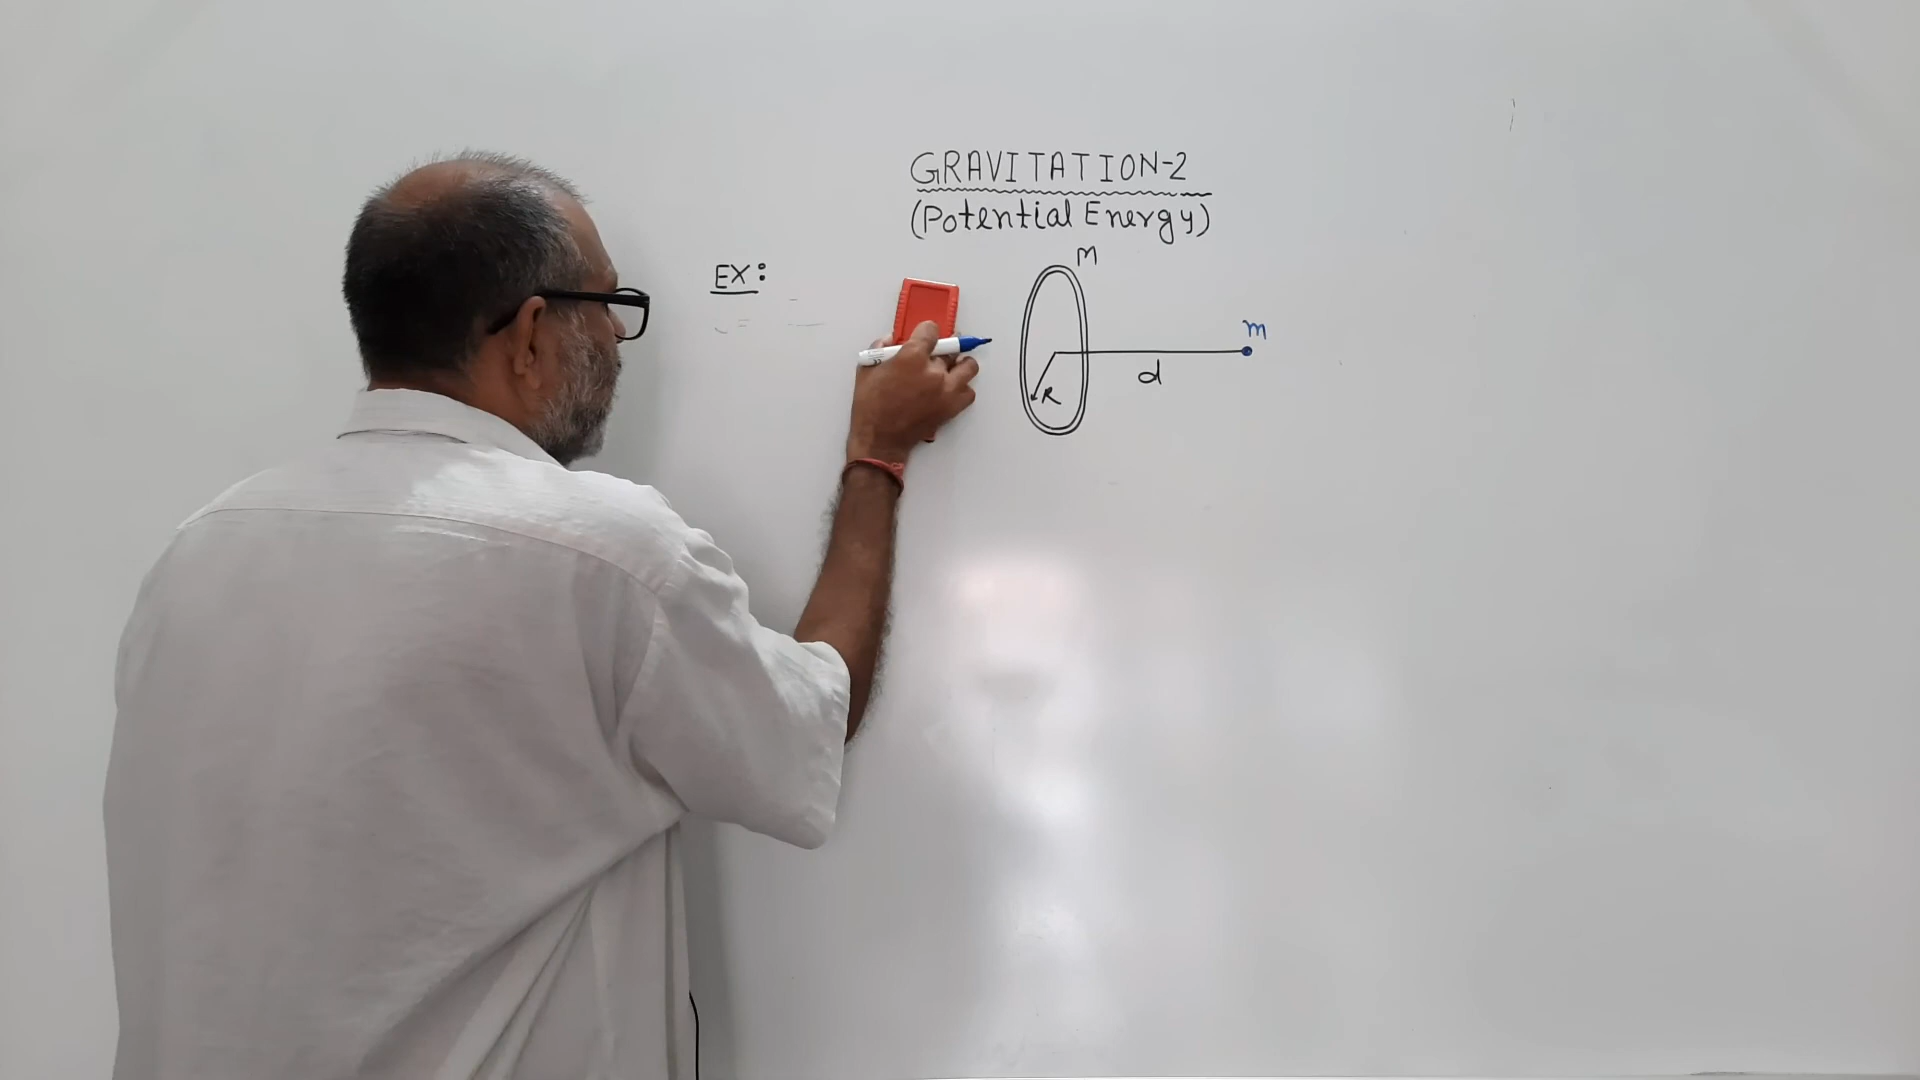 GRAVITATION-2
(Potential Energy)
EX:
M
m
d
R